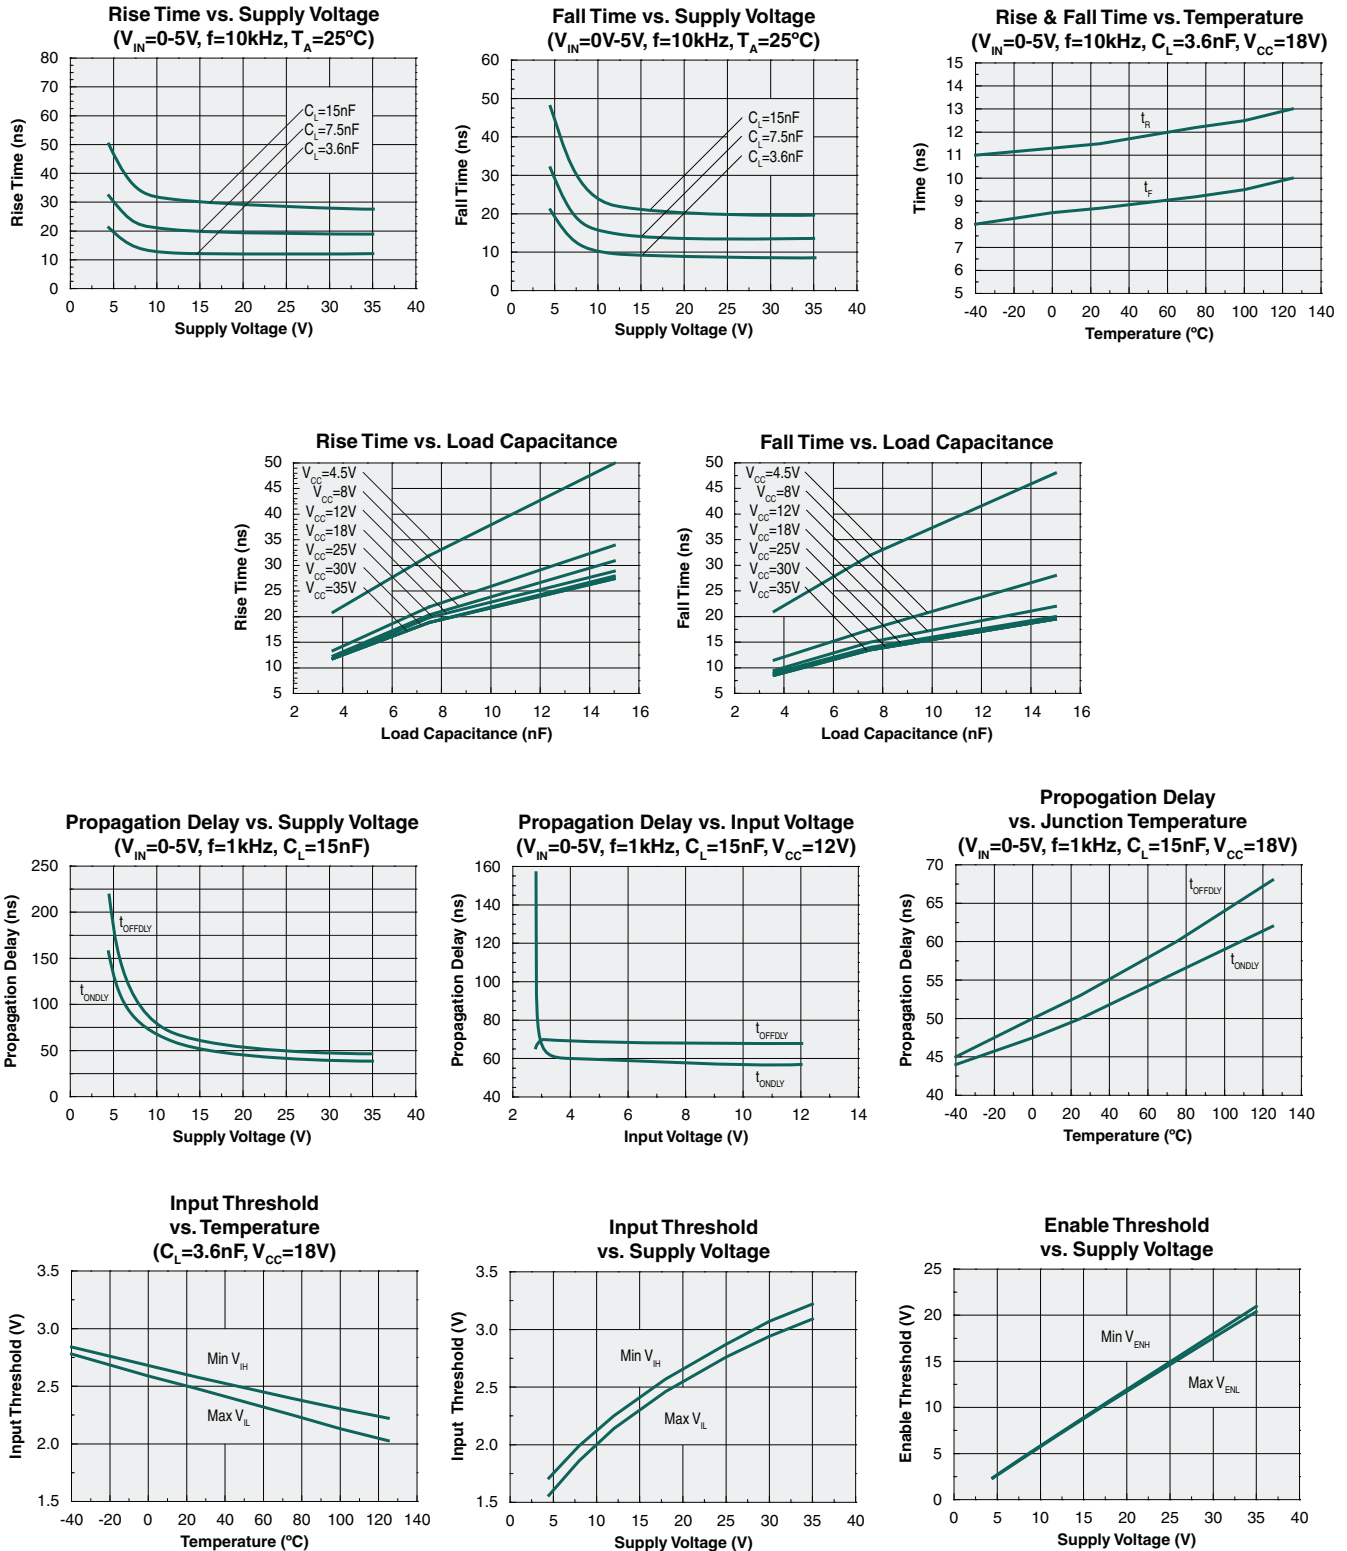 Rise Time vs. Supply Voltage
(VIN=0-5V, f=10kHz, TA=25ºC)
80
70
60
50
40
30
20
10
0
Rise Time (ns)
CL=15nF
CL=7.5nF
CL=3.6nF
0 5 10 15 20 25 30 35 40
Supply Voltage (V)
Fall Time vs. Supply Voltage
(VIN=0V-5V, f=10kHz, TA=25ºC)
60
50
40
30
20
10
0
Fall Time (ns)
CL=15nF
CL=7.5nF
CL=3.6nF
0 5 10 15 20 25 30 35 40
Supply Voltage (V)
Rise & Fall Time vs. Temperature
(VIN=0-5V, f=10kHz, CL=3.6nF, VCC=18V)
15
14
13
12
11
10
9
8
7
6
5
Time (ns)
tR
tF
-40 -20 0 20 40 60 80 100 120 140
Temperature (ºC)
Rise Time vs. Load Capacitance
50
45
40
35
30
25
20
15
10
5
Rise Time (ns)
VCC=4.5V
VCC=8V
VCC=12V
VCC=18V
VCC=25V
VCC=30V
VCC=35V
2 4 6 8 10 12 14 16
Load Capacitance (nF)
Fall Time vs. Load Capacitance
50
45
40
35
30
25
20
15
10
5
Fall Time (ns)
VCC=4.5V
VCC=8V
VCC=12V
VCC=18V
VCC=25V
VCC=30V
VCC=35V
2 4 6 8 10 12 14 16
Load Capacitance (nF)
Propagation Delay vs. Supply Voltage
(VIN=0-5V, f=1kHz, CL=15nF)
250
200
150
100
50
0
Propagation Delay (ns)
tOFFDLY
tONDLY
0 5 10 15 20 25 30 35 40
Supply Voltage (V)
Propagation Delay vs. Input Voltage
(VIN=0-5V, f=1kHz, CL=15nF, VCC=12V)
160
140
120
100
80
60
40
Propagation Delay (ns)
tOFFDLY
tONDLY
2 4 6 8 10 12 14
Input Voltage (V)
Propogation Delay
vs. Junction Temperature
(VIN=0-5V, f=1kHz, CL=15nF, VCC=18V)
70
65
60
55
50
45
40
Propagation Delay (ns)
tOFFDLY
tONDLY
-40 -20 0 20 40 60 80 100 120 140
Temperature (ºC)
Input Threshold
vs. Temperature
(CL=3.6nF, VCC=18V)
3.5
3.0
2.5
2.0
1.5
Input Threshold (V)
Min VIH
Max VIL
-40 -20 0 20 40 60 80 100 120 140
Temperature (ºC)
Input Threshold
vs. Supply Voltage
3.5
3.0
2.5
2.0
1.5
Input Threshold (V)
Min VIH
Max VIL
0 5 10 15 20 25 30 35 40
Supply Voltage (V)
Enable Threshold
vs. Supply Voltage
25
20
15
10
5
0
Enable Threshold (V)
Min VENH
Max VENL
0 5 10 15 20 25 30 35 40
Supply Voltage (V)